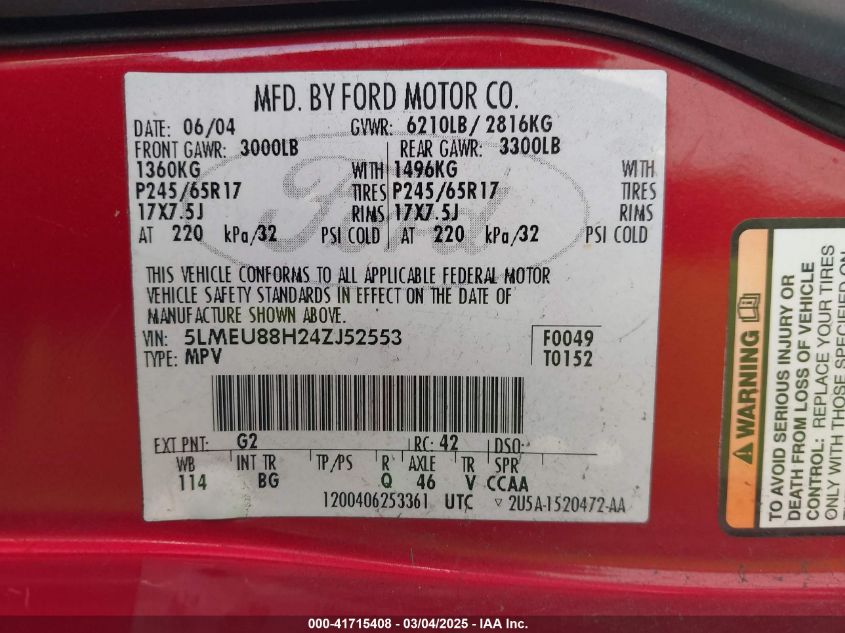 MFD. BY FORD MOTOR CO.
DATE: 06/04 GVWR: 6210LB/ 2816KG
FRONT GAWR: 3000LB REAR GAWR: 3300LB
1360KG WITH 1496KG WITH
P245/65R17 TIRES P245/65R17 TIRES
17X7.5J RIMS 17X7.5J RIMS
AT 220 kPa/32 PSI COLD AT 220 kPa/32 PSI COLD
Ford
THIS VEHICLE CONFORMS TO ALL APPLICABLE FEDERAL MOTOR
VEHICLE SAFETY STANDARDS IN EFFECT ON THE DATE OF
MANUFACTURE SHOWN ABOVE.
VIN: 5LMEU88H24ZJ52553 F0049
TYPE: MPV T0152
EXT PNT: G2 RC: 42 DSO:
WB INT TR TP/PS R AXLE TR SPR
114 BG Q 46 V CCAA
1200406253361 UTC ▽ 2U5A-1520472-AA
WARNING
TO AVOID SERIOUS INJURY OR
DEATH FROM LOSS OF VEHICLE
CONTROL: REPLACE YOUR TIRES
ONLY WITH THOSE SPECIFIED ON
000-41715408 - 03/04/2025 - IAA Inc.